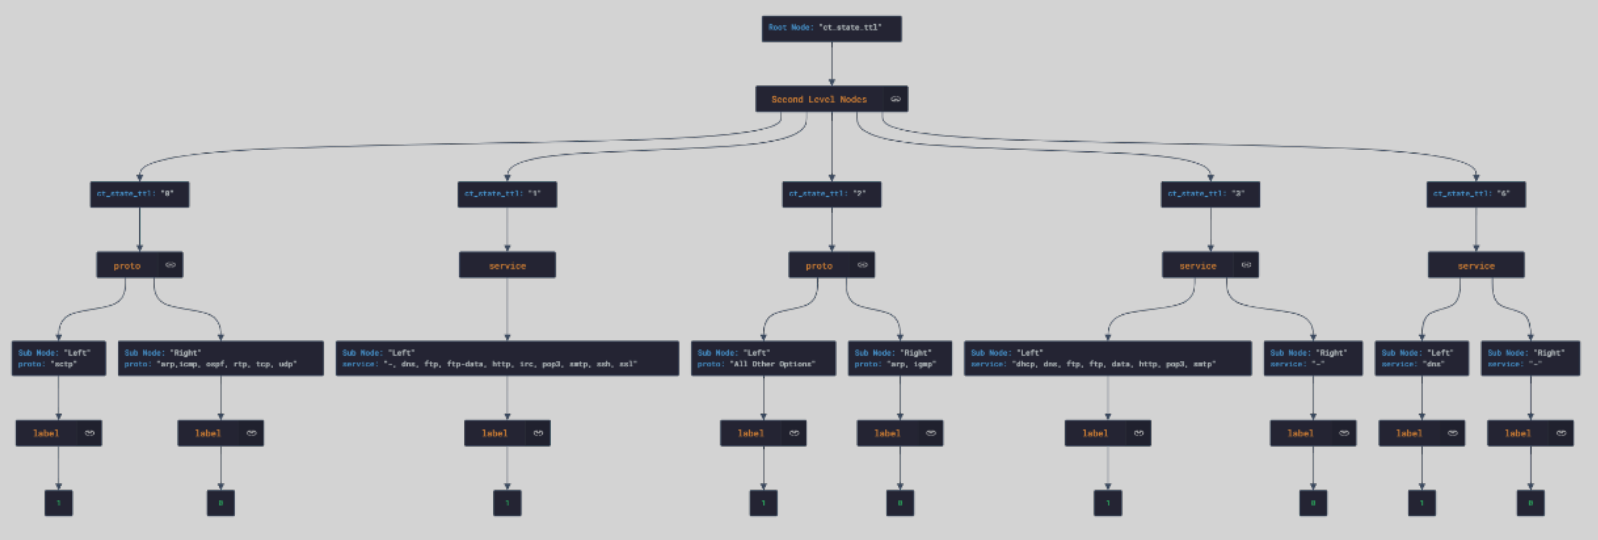 Root Node: "ct_state_ttl"
Second Level Nodes
ct_state_ttl: "0"
ct_state_ttl: "1"
ct_state_ttl: "2"
ct_state_ttl: "3"
ct_state_ttl: "6"
proto
service
proto
service
service
Sub Node: "Left"
proto: "sctp"
Sub Node: "Right"
proto: "arp,icmp, ospf, rtp, tcp, udp"
Sub Node: "Left"
service: "-, dns, ftp, ftp-data, http, irc, pop3, smtp, ssh, ssl"
Sub Node: "Left"
proto: "All Other Options"
Sub Node: "Right"
proto: "arp, igmp"
Sub Node: "Left"
service: "dhcp, dns, ftp, ftp, data, http, pop3, smtp"
Sub Node: "Right"
service: "-"
Sub Node: "Left"
service: "dns"
Sub Node: "Right"
service: "-"
label
label
label
label
label
label
label
label
label
1
0
1
1
0
1
0
1
0